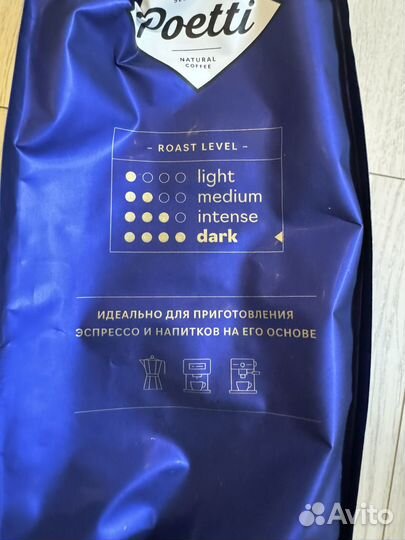 Poetti
NATURAL
COFFEE
– ROAST LEVEL –
light
medium
intense
dark
ИДЕАЛЬНО ДЛЯ ПРИГОТОВЛЕНИЯ
ЭСПРЕССО И НАПИТКОВ НА ЕГО ОСНОВЕ
Avito